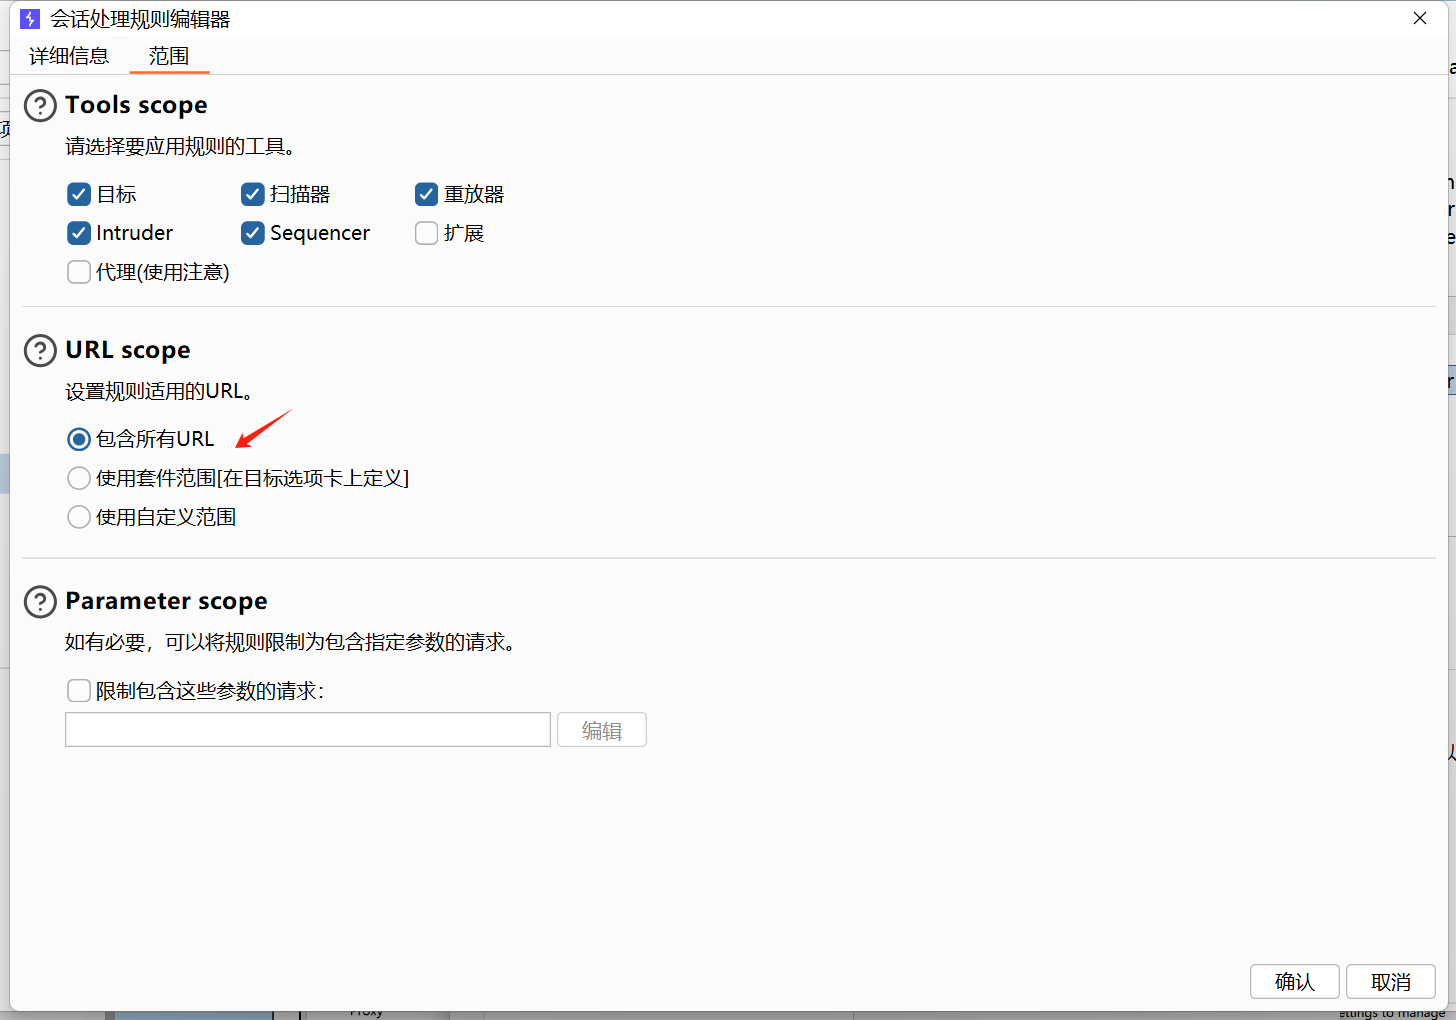 会话处理规则编辑器
详细信息 范围
Tools scope
请选择要应用规则的工具。
目标 扫描器 重放器
Intruder Sequencer 扩展
代理(使用注意)
URL scope
设置规则适用的URL。
包含所有URL
使用套件范围[在目标选项卡上定义]
使用自定义范围
Parameter scope
如有必要，可以将规则限制为包含指定参数的请求。
限制包含这些参数的请求：
编辑
确认 取消
Proxy
ettings to manage